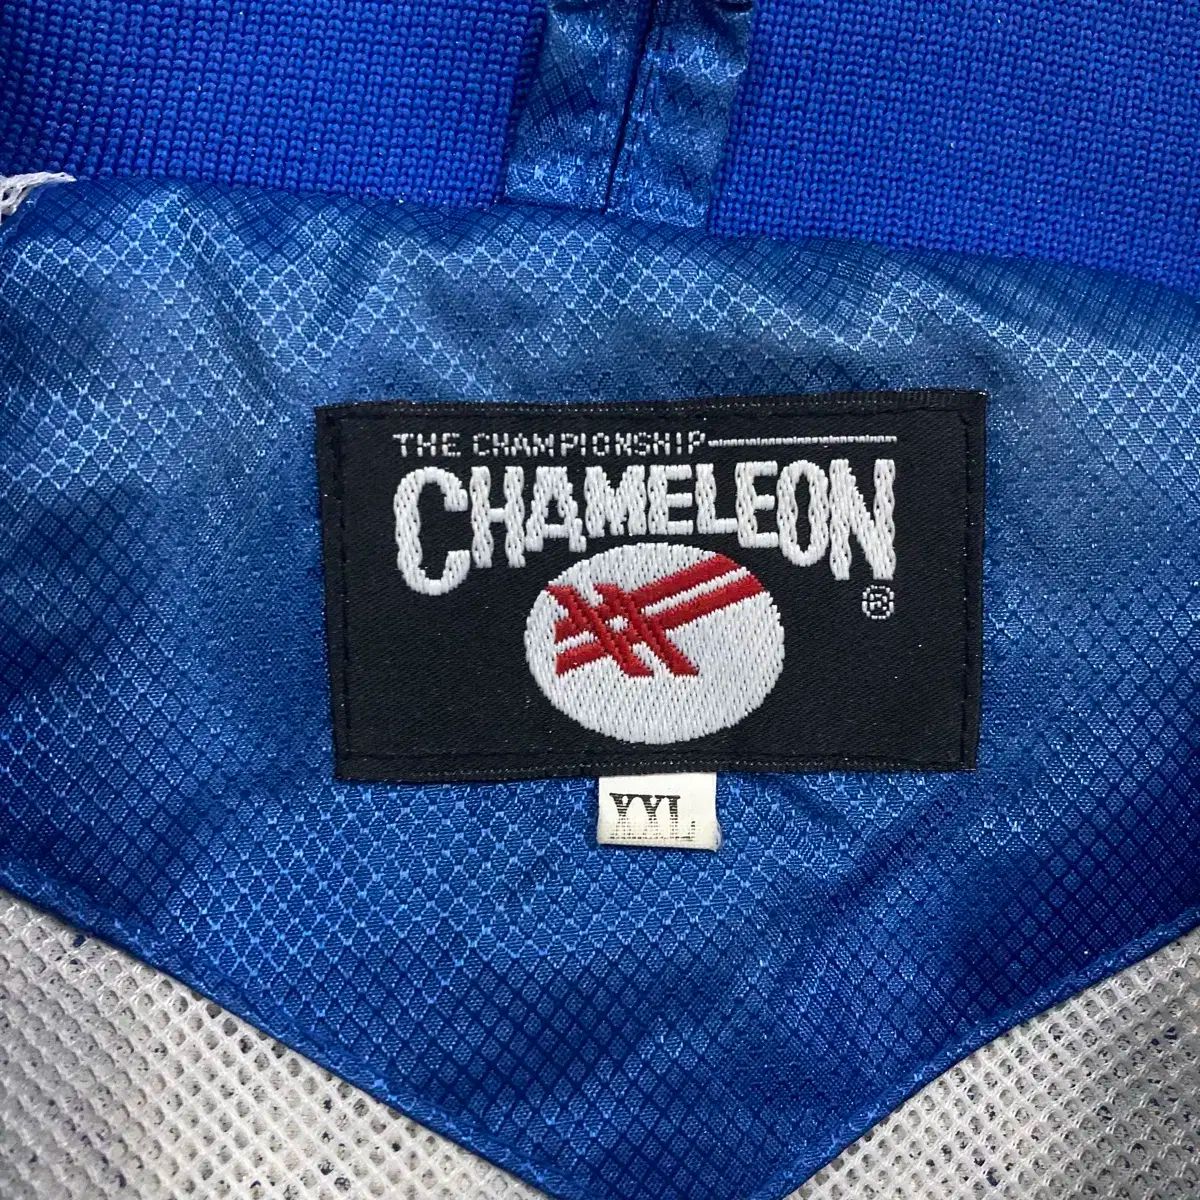 THE CHAMPIONSHIP
CHAMELEON
®
XXL